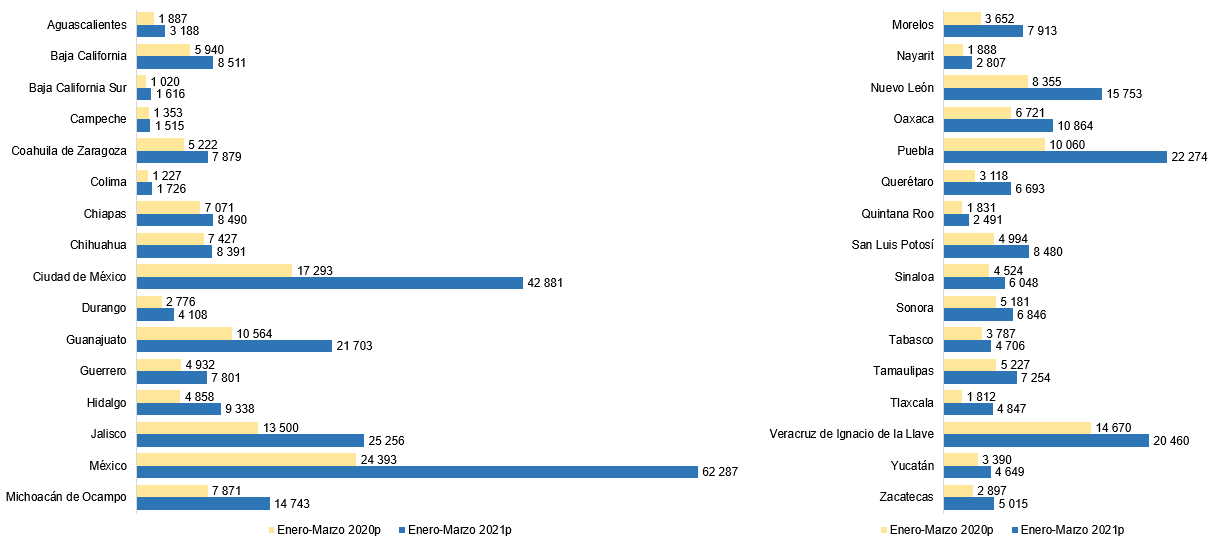 Aguascalientes 1 887
3 188
Baja California 5 940
8 511
Baja California Sur 1 020
1 616
Campeche 1 353
1 515
Coahuila de Zaragoza 5 222
7 879
Colima 1 227
1 726
Chiapas 7 071
8 490
Chihuahua 7 427
8 391
Ciudad de México 17 293
42 881
Durango 2 776
4 108
Guanajuato 10 564
21 703
Guerrero 4 932
7 801
Hidalgo 4 858
9 338
Jalisco 13 500
25 256
México 24 393
62 287
Michoacán de Ocampo 7 871
14 743
Enero-Marzo 2020p Enero-Marzo 2021p
Morelos 3 652
7 913
Nayarit 1 888
2 807
Nuevo León 8 355
15 753
Oaxaca 6 721
10 864
Puebla 10 060
22 274
Querétaro 3 118
6 693
Quintana Roo 1 831
2 491
San Luis Potosí 4 994
8 480
Sinaloa 4 524
6 048
Sonora 5 181
6 846
Tabasco 3 787
4 706
Tamaulipas 5 227
7 254
Tlaxcala 1 812
4 847
Veracruz de Ignacio de la Llave 14 670
20 460
Yucatán 3 390
4 649
Zacatecas 2 897
5 015
Enero-Marzo 2020p Enero-Marzo 2021p